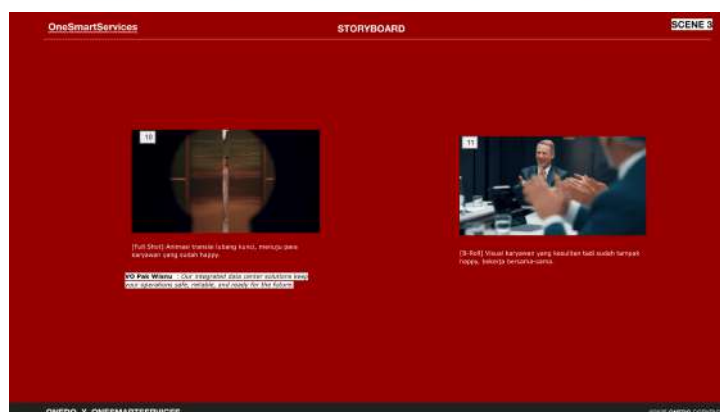 OneSmartServices
STORYBOARD
SCENE 3
10
[Full Shot] Animasi transisi lubang kunci, menuju para
karyawan yang sudah happy.
VO Pak Wisnu : Our integrated data center solutions keep
your operations safe, reliable, and ready for the future.
11
[B-Roll] Visual karyawan yang kesulitan tadi sudah tampak
happy, bekerja bersama-sama.
X ONESMARTSERVICES